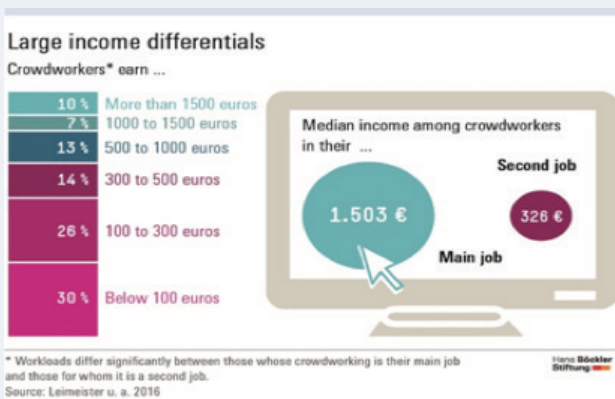 Large income differentials
Crowdworkers* earn ...
10 % More than 1500 euros
7 % 1000 to 1500 euros
13 % 500 to 1000 euros
14 % 300 to 500 euros
26 % 100 to 300 euros
30 % Below 100 euros
Median income among crowdworkers
in their ...
Second job
1.503 €
326 €
Main job
* Workloads differ significantly between those whose crowdworking is their main job
and those for whom it is a second job.
Source: Leimeister u. a. 2016
Hans Böckler
Stiftung